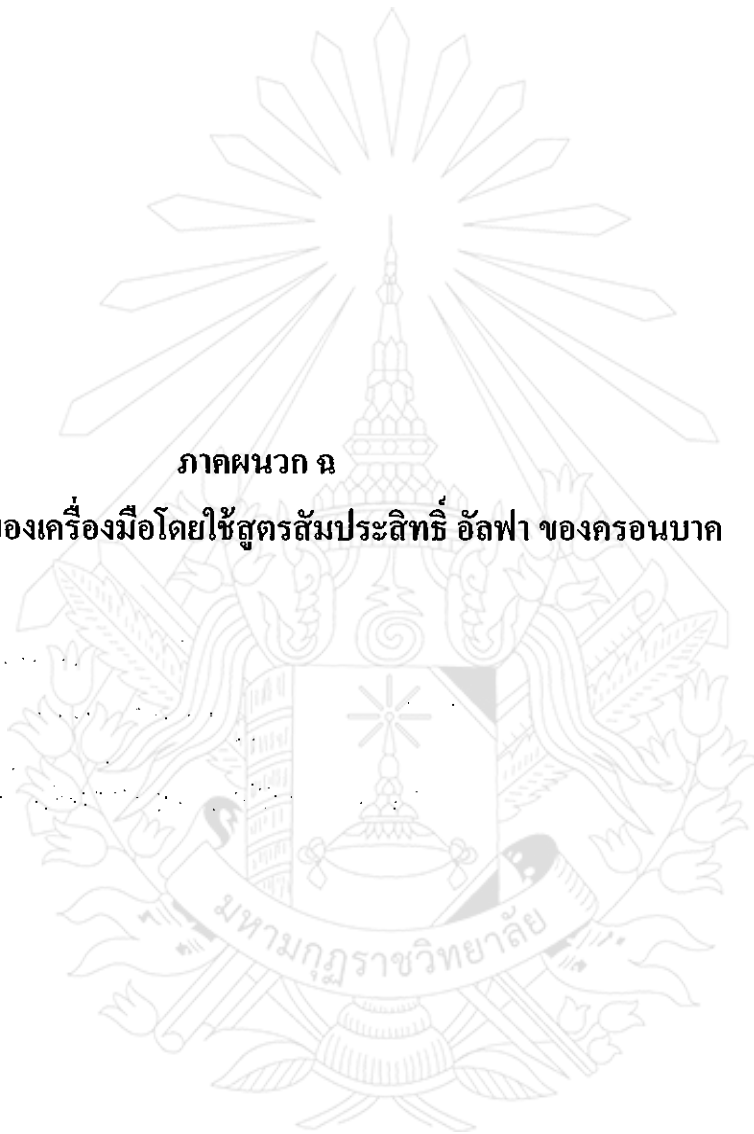 ภาคผนวก ฉ
ของเครื่องมือโดยใช้สูตรสัมประสิทธิ์ อัลฟา ของครอนบาค
มหามกุฏราชวิทยาลัย